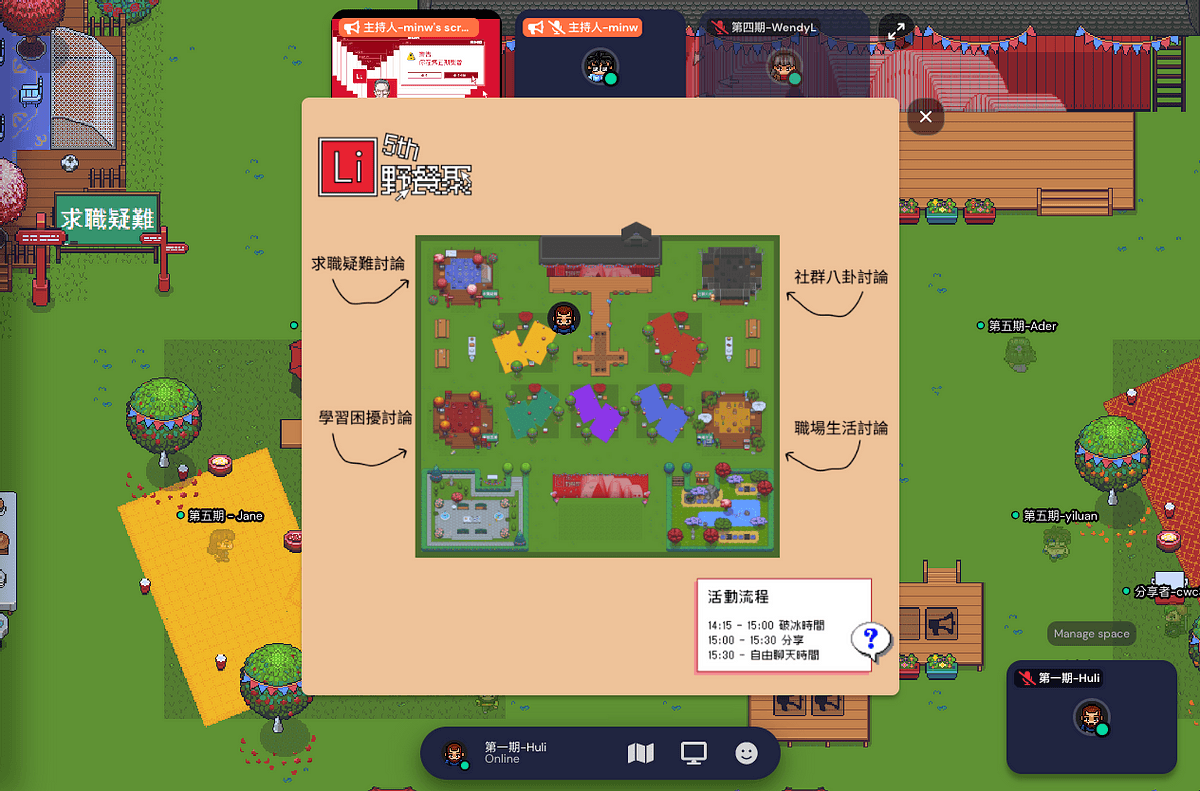 主持人-minw's scr...
主持人-minw
第四期-WendyL
Li
5th
野餐聚
求職疑難
求職疑難討論
社群八卦討論
第五期-Ader
學習困擾討論
職場生活討論
第五期 - Jane
第五期-yiluan
分享者-cwc
活動流程
14:15 - 15:00 破冰時間
15:00 - 15:30 分享
15:30 - 自由聊天時間
?
Manage space
第一期-Huli
第一期-Huli
Online